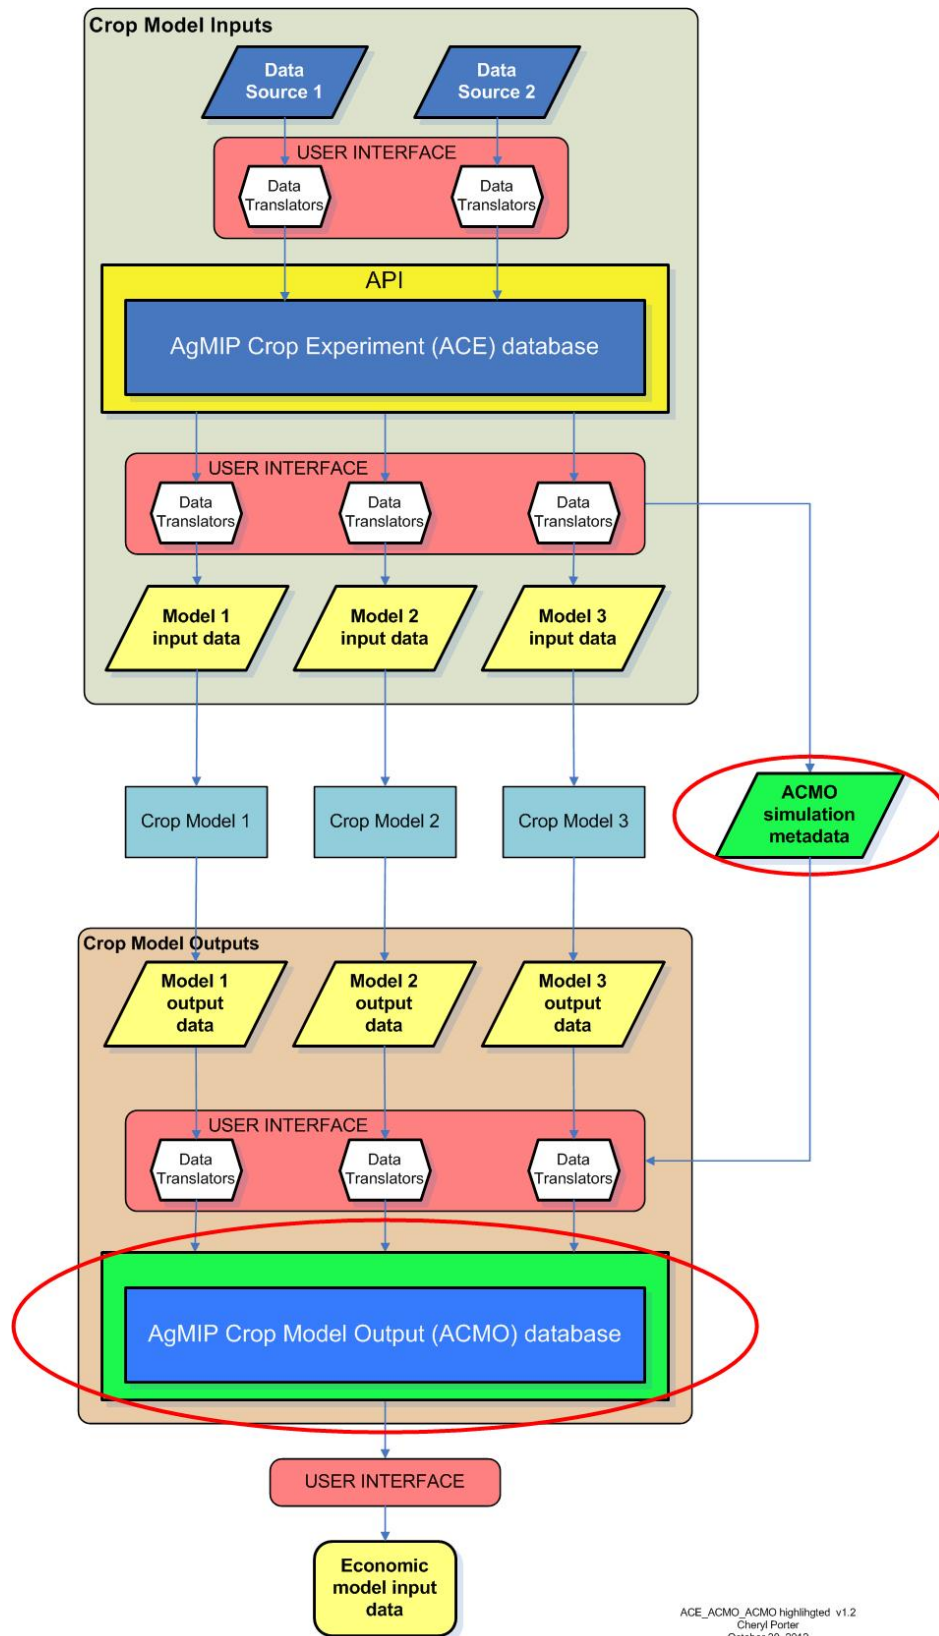 Crop Model Inputs
Data
Source 1
Data
Source 2
USER INTERFACE
Data
Translators
Data
Translators
API
AgMIP Crop Experiment (ACE) database
USER INTERFACE
Data
Translators
Data
Translators
Data
Translators
Model 1
input data
Model 2
input data
Model 3
input data
Crop Model 1
Crop Model 2
Crop Model 3
ACMO
simulation
metadata
Crop Model Outputs
Model 1
output
data
Model 2
output
data
Model 3
output
data
USER INTERFACE
Data
Translators
Data
Translators
Data
Translators
AgMIP Crop Model Output (ACMO) database
USER INTERFACE
Economic
model input
data
ACE_ACMO_ACMO highlihgted v1.2
Cheryl Porter